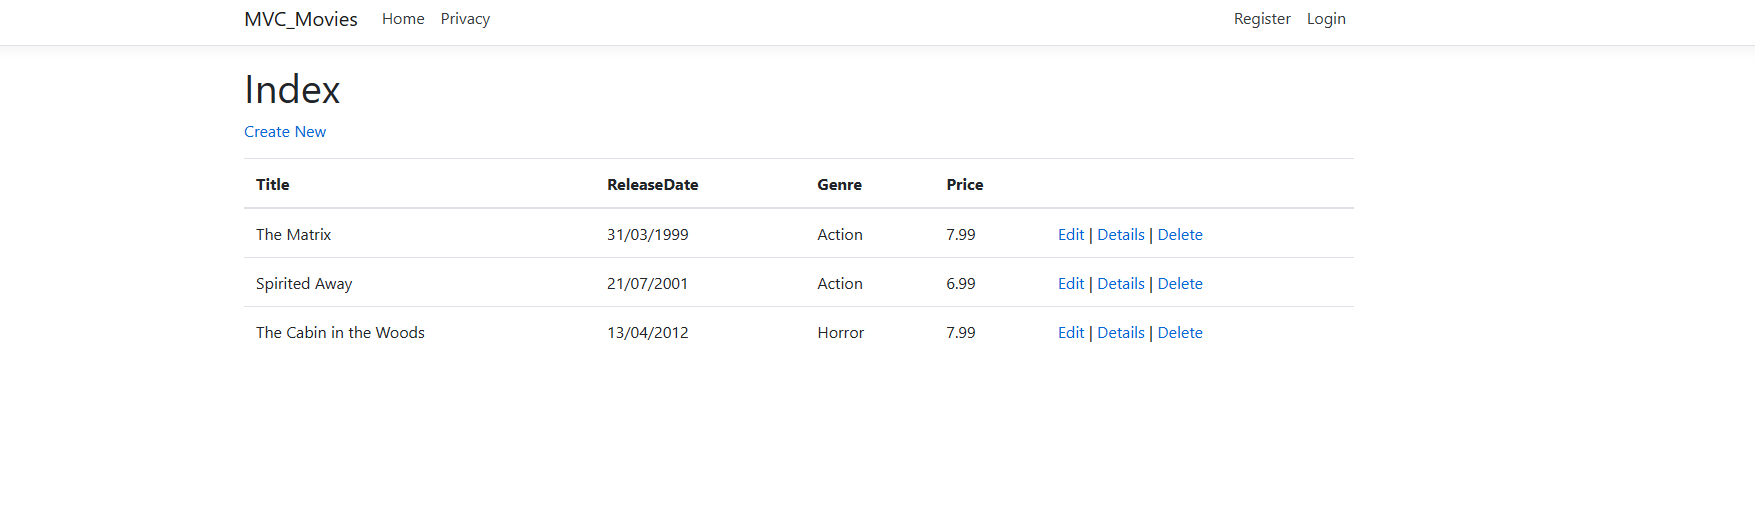 MVC_Movies Home Privacy Register Login
Index
Create New
Title ReleaseDate Genre Price
The Matrix 31/03/1999 Action 7.99 Edit | Details | Delete
Spirited Away 21/07/2001 Action 6.99 Edit | Details | Delete
The Cabin in the Woods 13/04/2012 Horror 7.99 Edit | Details | Delete